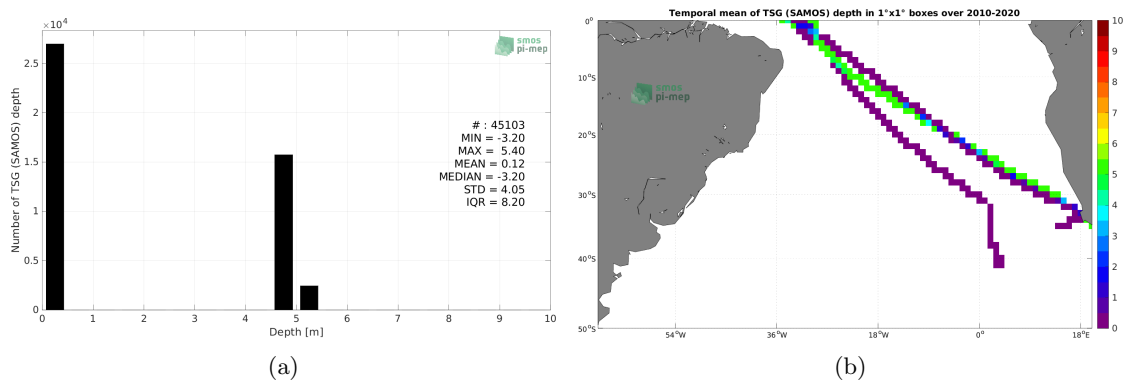 ×10⁴
2.5
2
1.5
1
0.5
0
Number of TSG (SAMOS) depth
smos
pi-mep
# : 45103
MIN = -3.20
MAX = 5.40
MEAN = 0.12
MEDIAN = -3.20
STD = 4.05
IQR = 8.20
0 1 2 3 4 5 6 7 8 9 10
Depth [m]
(a)
Temporal mean of TSG (SAMOS) depth in 1°x1° boxes over 2010-2020
0°
10°S
20°S
30°S
40°S
50°S
smos
pi-mep
54°W 36°W 18°W 0° 18°E
10
9
8
7
6
5
4
3
2
1
0
(b)